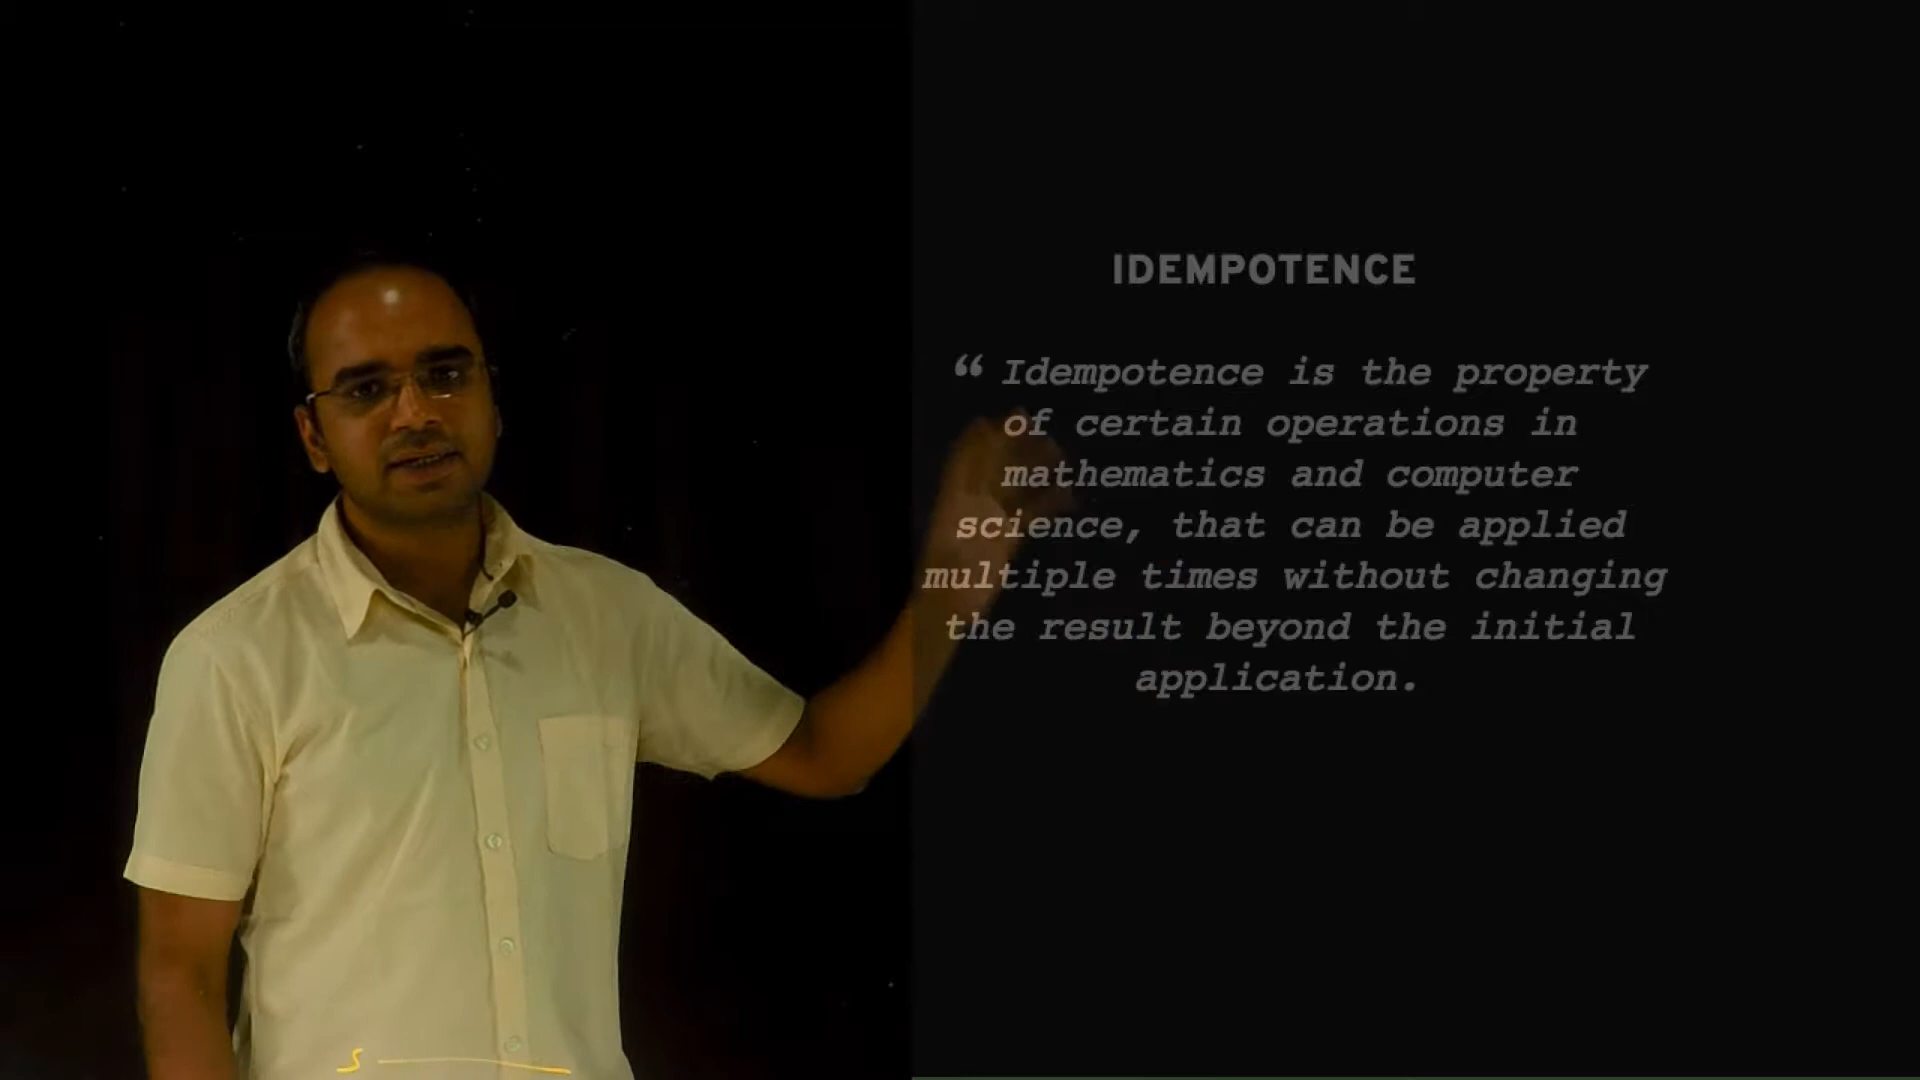 IDEMPOTENCE
“ Idempotence is the property
of certain operations in
mathematics and computer
science, that can be applied
multiple times without changing
the result beyond the initial
application.
S